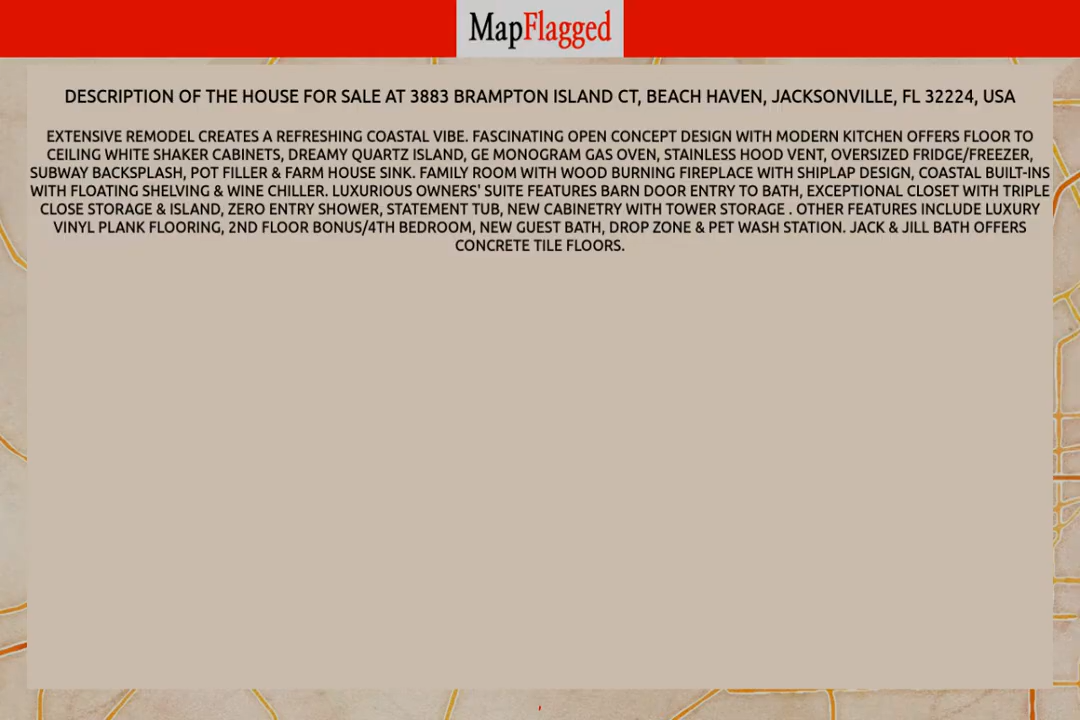 MapFlagged
DESCRIPTION OF THE HOUSE FOR SALE AT 3883 BRAMPTON ISLAND CT, BEACH HAVEN, JACKSONVILLE, FL 32224, USA
EXTENSIVE REMODEL CREATES A REFRESHING COASTAL VIBE. FASCINATING OPEN CONCEPT DESIGN WITH MODERN KITCHEN OFFERS FLOOR TO
CEILING WHITE SHAKER CABINETS, DREAMY QUARTZ ISLAND, GE MONOGRAM GAS OVEN, STAINLESS HOOD VENT, OVERSIZED FRIDGE/FREEZER,
SUBWAY BACKSPLASH, POT FILLER & FARM HOUSE SINK. FAMILY ROOM WITH WOOD BURNING FIREPLACE WITH SHIPLAP DESIGN, COASTAL BUILT-INS
WITH FLOATING SHELVING & WINE CHILLER. LUXURIOUS OWNERS' SUITE FEATURES BARN DOOR ENTRY TO BATH, EXCEPTIONAL CLOSET WITH TRIPLE
CLOSE STORAGE & ISLAND, ZERO ENTRY SHOWER, STATEMENT TUB, NEW CABINETRY WITH TOWER STORAGE . OTHER FEATURES INCLUDE LUXURY
VINYL PLANK FLOORING, 2ND FLOOR BONUS/4TH BEDROOM, NEW GUEST BATH, DROP ZONE & PET WASH STATION. JACK & JILL BATH OFFERS
CONCRETE TILE FLOORS.
,